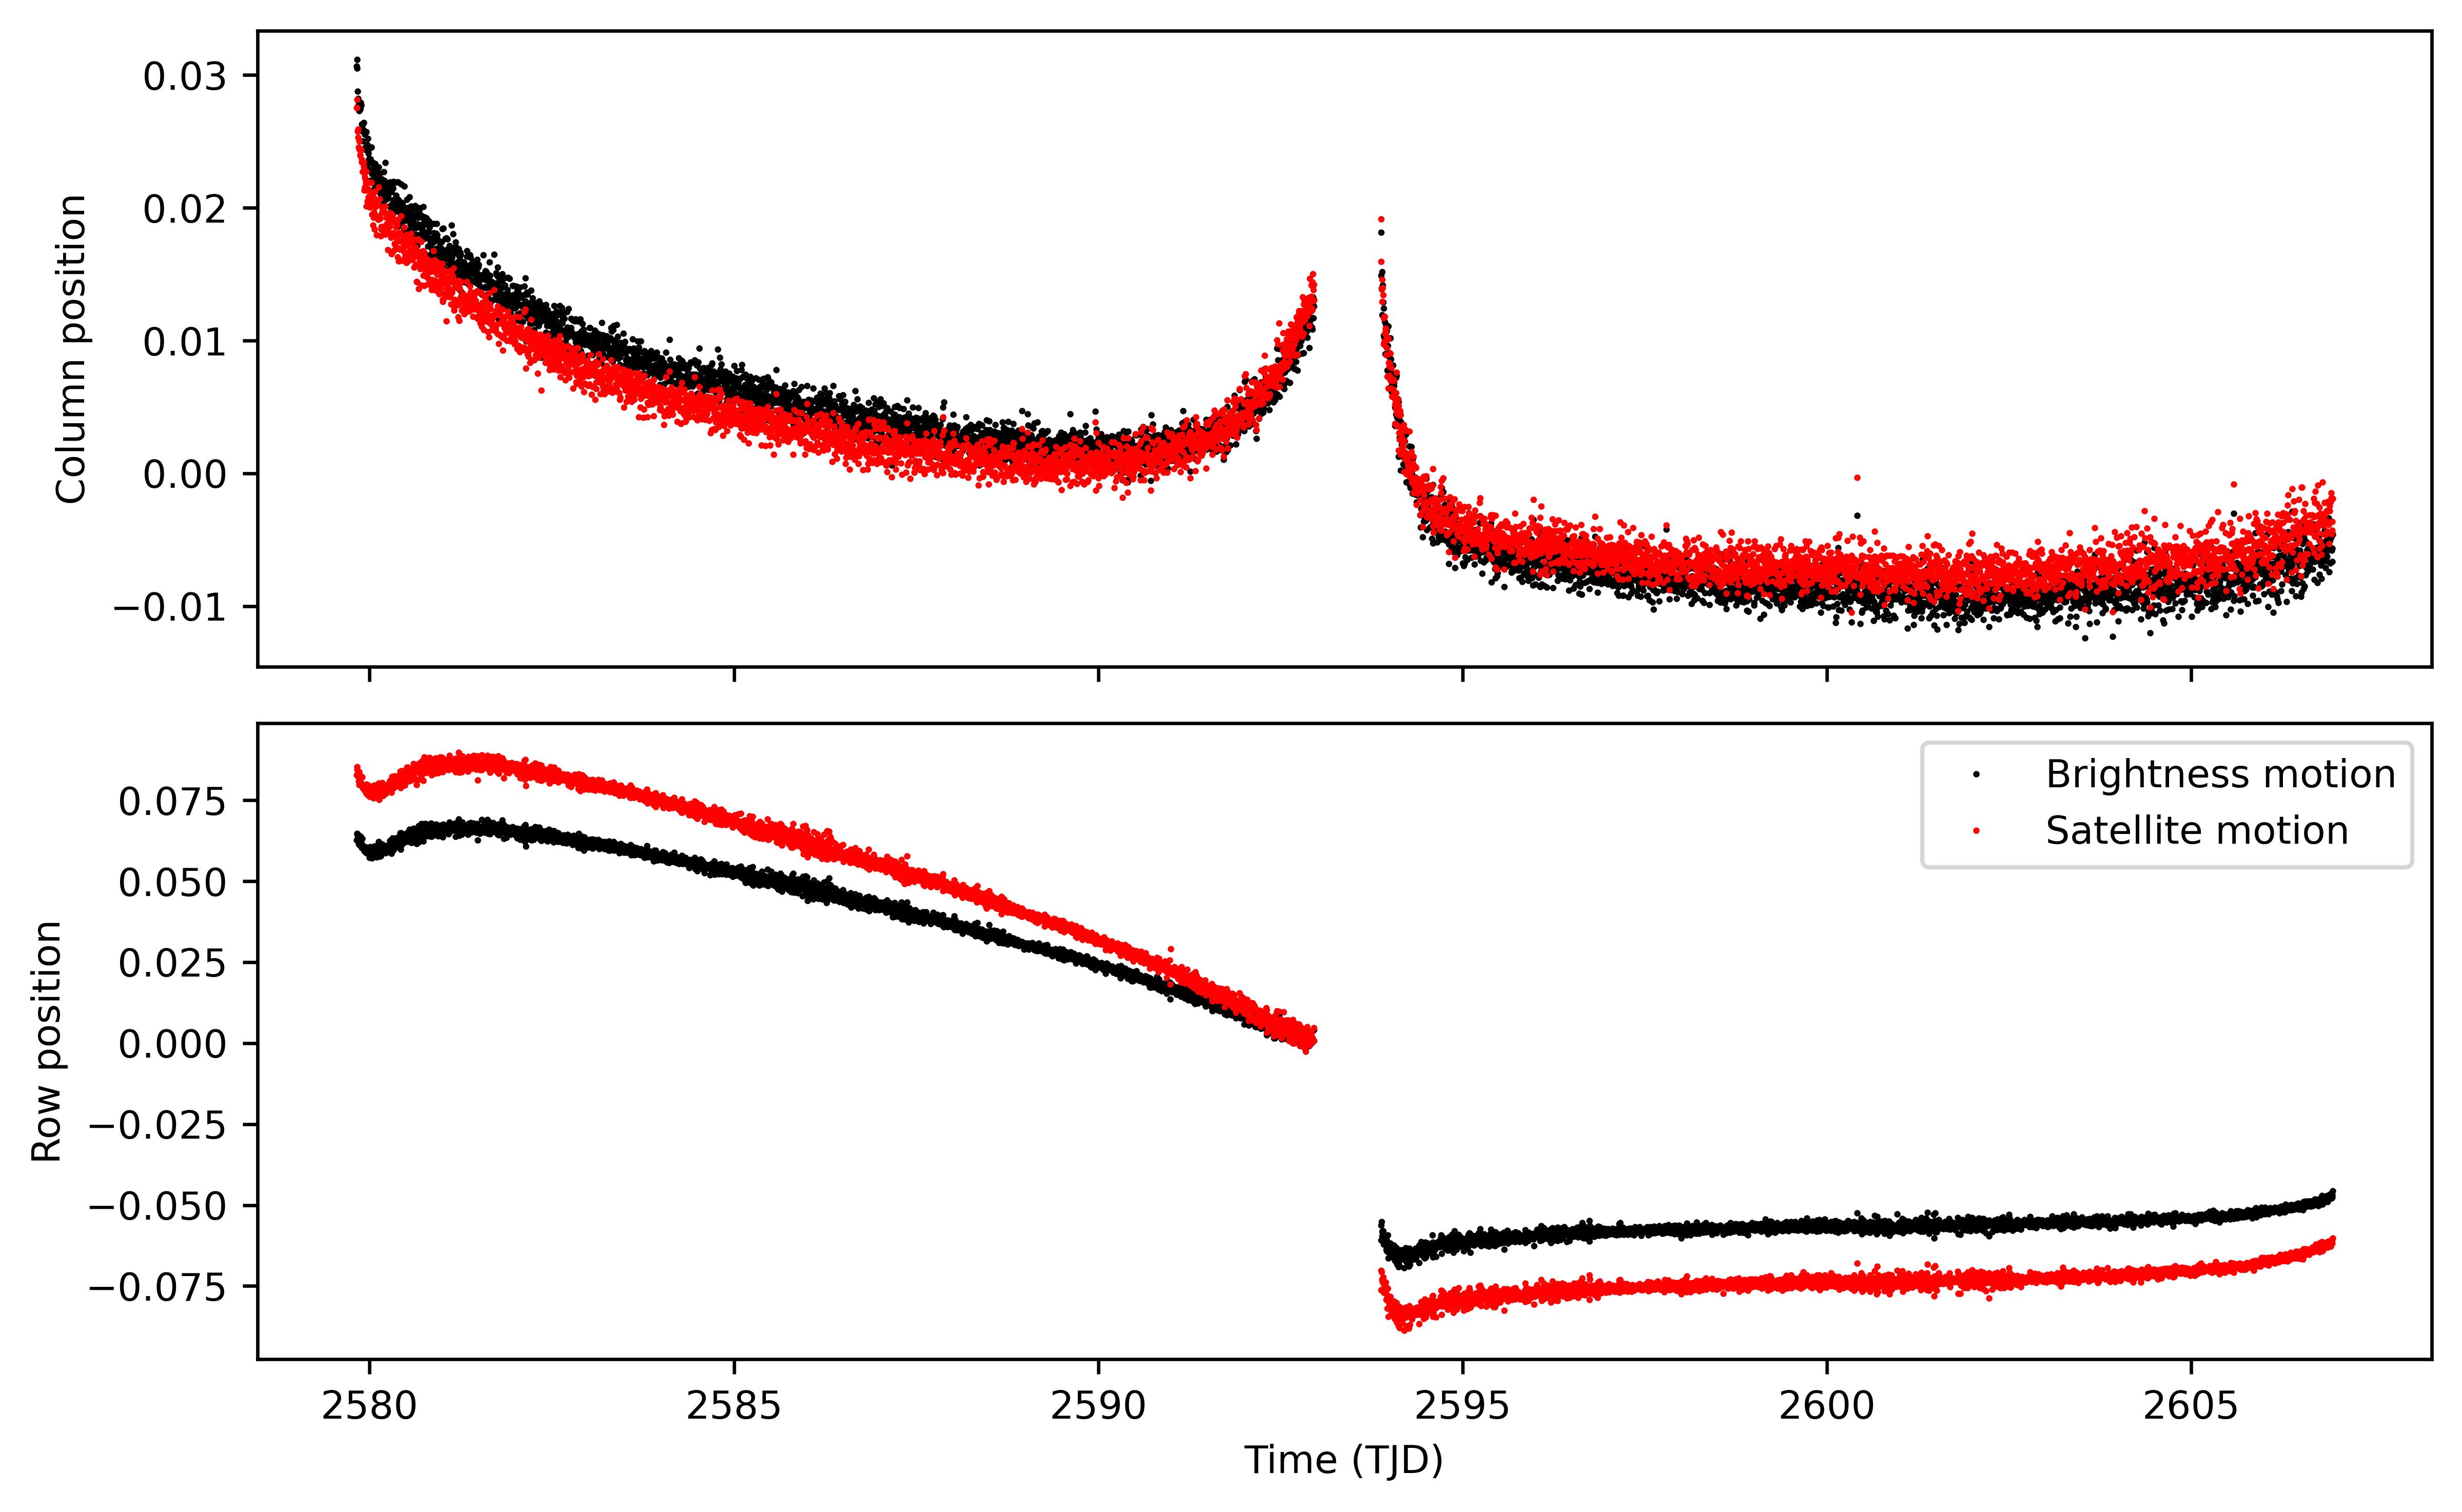 Column position
0.03
0.02
0.01
0.00
−0.01
Row position
0.075
0.050
0.025
0.000
−0.025
−0.050
−0.075
Brightness motion
Satellite motion
2580 2585 2590 2595 2600 2605
Time (TJD)